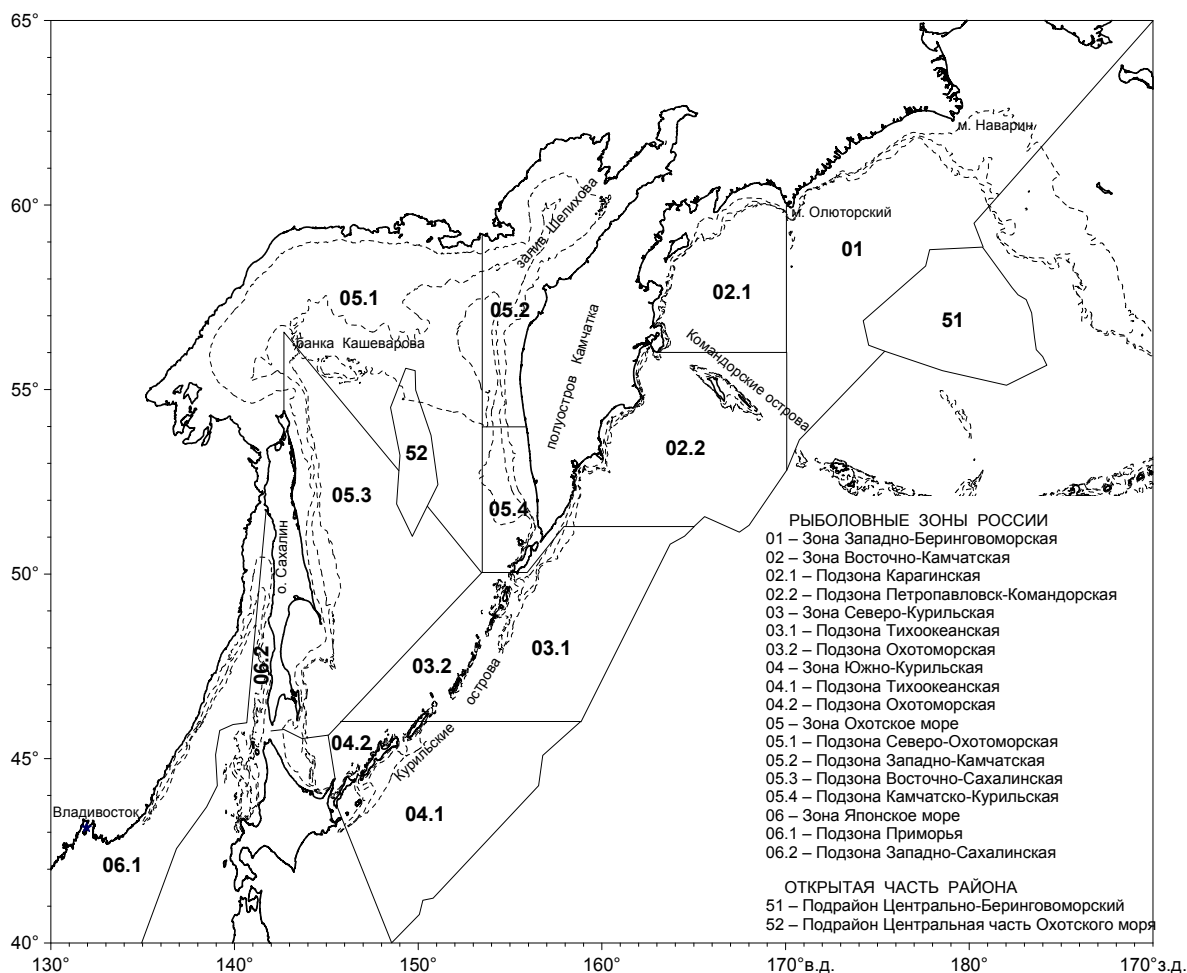 65°
60°
55°
50°
45°
40°
130°
140°
150°
160°
170°в.д.
180°
170°з.д.
м. Наварин
м. Олюторский
залив Шелихова
01
02.1
05.1
05.2
51
банка Кашеварова
полуостров Камчатка
Командорские острова
52
02.2
05.3
05.4
о. Сахалин
06.2
03.2
03.1
Курильские
острова
04.2
04.1
Владивосток
06.1
РЫБОЛОВНЫЕ ЗОНЫ РОССИИ
01 – Зона Западно-Беринговоморская
02 – Зона Восточно-Камчатская
02.1 – Подзона Карагинская
02.2 – Подзона Петропавловск-Командорская
03 – Зона Северо-Курильская
03.1 – Подзона Тихоокеанская
03.2 – Подзона Охотоморская
04 – Зона Южно-Курильская
04.1 – Подзона Тихоокеанская
04.2 – Подзона Охотоморская
05 – Зона Охотское море
05.1 – Подзона Северо-Охотоморская
05.2 – Подзона Западно-Камчатская
05.3 – Подзона Восточно-Сахалинская
05.4 – Подзона Камчатско-Курильская
06 – Зона Японское море
06.1 – Подзона Приморья
06.2 – Подзона Западно-Сахалинская
ОТКРЫТАЯ ЧАСТЬ РАЙОНА
51 – Подрайон Центрально-Беринговоморский
52 – Подрайон Центральная часть Охотского моря